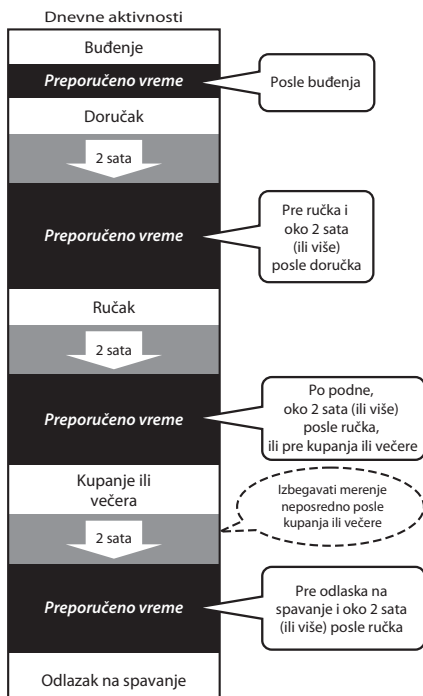 Dnevne aktivnosti
Buđenje
Preporučeno vreme
Posle buđenja
Doručak
2 sata
Preporučeno vreme
Pre ručka i
oko 2 sata
(ili više)
posle doručka
Ručak
2 sata
Preporučeno vreme
Po podne,
oko 2 sata (ili više)
posle ručka,
ili pre kupanja ili večere
Kupanje ili
večera
Izbegavati merenje
neposredno posle
kupanja ili večere
2 sata
Preporučeno vreme
Pre odlaska na
spavanje i oko 2 sata
(ili više) posle ručka
Odlazak na spavanje